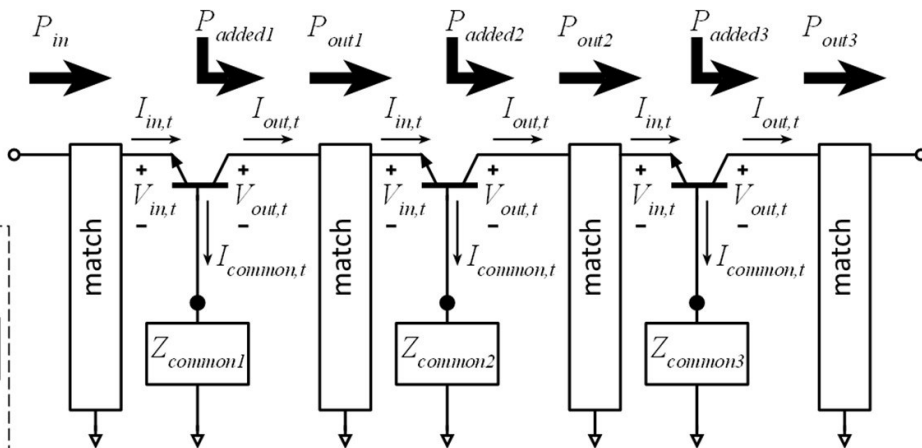 P_in P_added1 P_out1 P_added2 P_out2 P_added3 P_out3
I_in,t I_out,t I_in,t I_out,t I_in,t I_out,t
+ + + + + +
V_in,t V_out,t V_in,t V_out,t V_in,t V_out,t
- - - - - -
match match match match
I_common,t I_common,t I_common,t
Z_common1 Z_common2 Z_common3